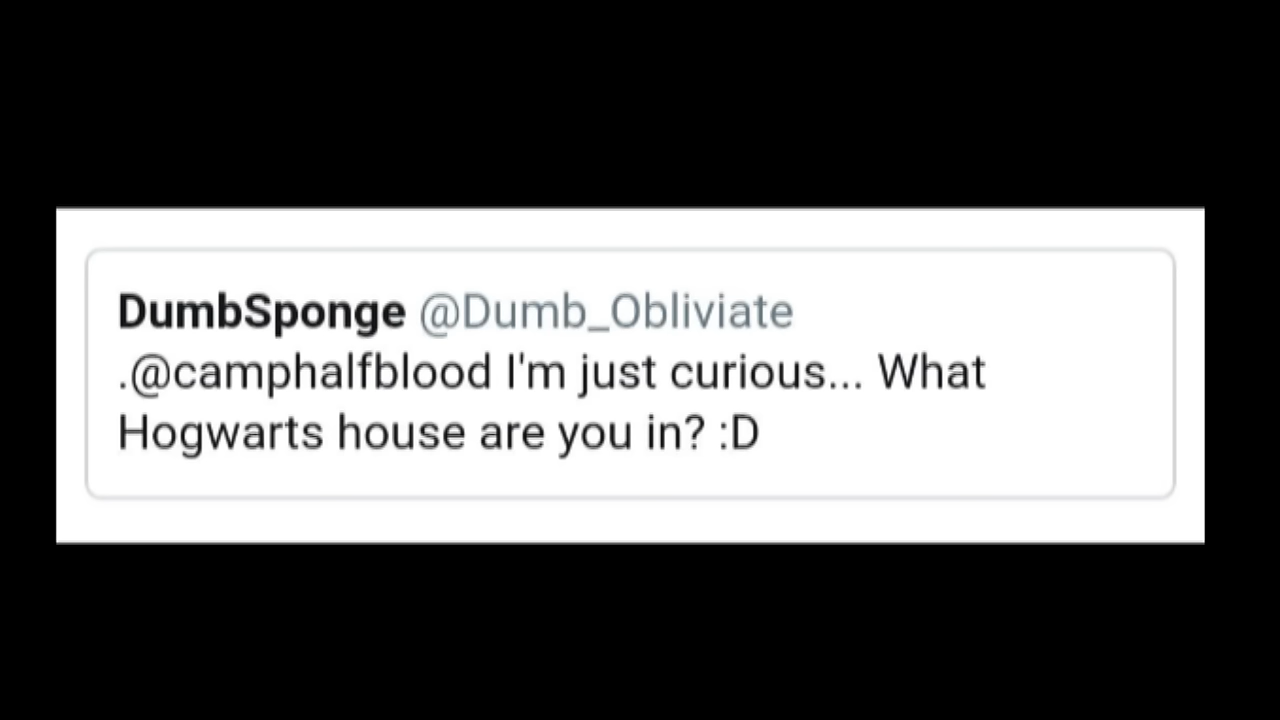 DumbSponge @Dumb_Obliviate
.@camphalfblood I'm just curious... What
Hogwarts house are you in? :D